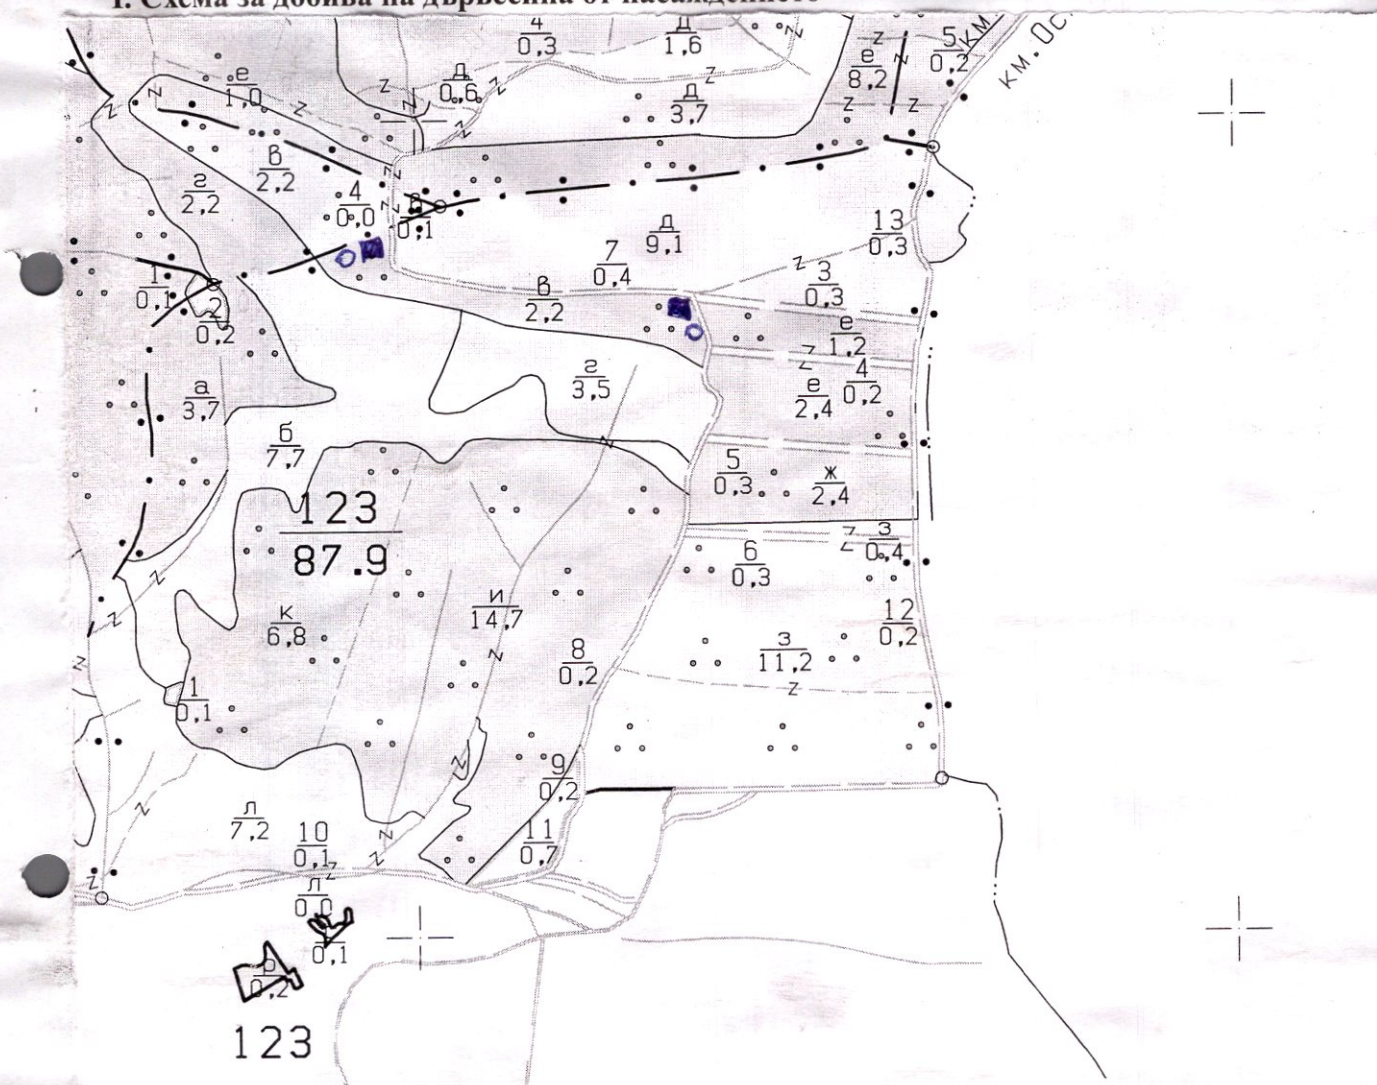 I. Схема за добива на дървесина от насаждението
4
0,3
д
1,6
5
0,2
км
км. Ос
е
8,2
е
1,0
д
0,6
д
3,7
в
2,2
г
2,2
4
0,0
0,1
д
9,1
13
0,3
7
0,4
3
0,3
1
0,1
2
0,2
в
2,2
е
1,2
г
3,5
е
2,4
4
0,2
а
3,7
б
7,7
5
0,3
ж
2,4
123
87.9
6
0,3
з
0,4
к
6,8
и
14,7
12
0,2
з
11,2
8
0,2
1
0,1
9
0,2
л
7,2
10
0,1
11
0,7
л
0,0
0,1
0,2
123